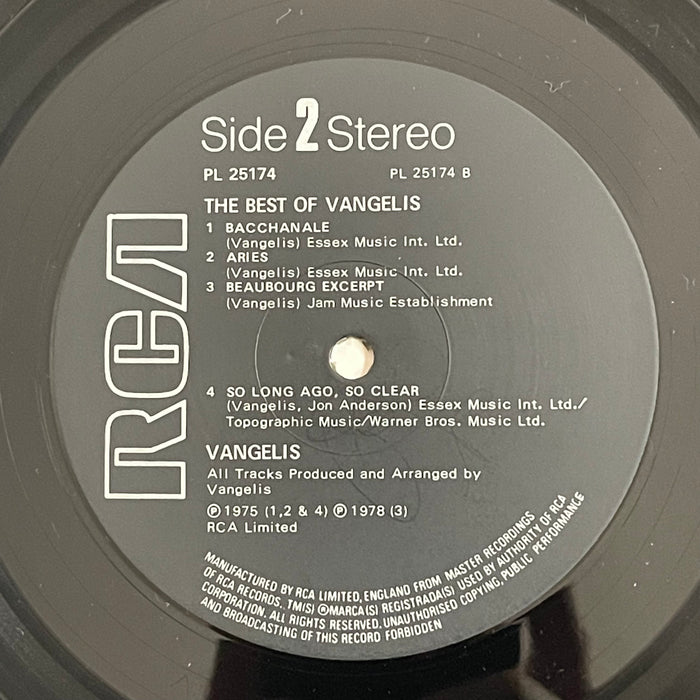 Side 2 Stereo
PL 25174 PL 25174 B
THE BEST OF VANGELIS
1 BACCHANALE
(Vangelis) Essex Music Int. Ltd.
2 ARIES
(Vangelis) Essex Music Int. Ltd.
3 BEAUBOURG EXCERPT
(Vangelis) Jam Music Establishment
RCA
4 SO LONG AGO, SO CLEAR
(Vangelis, Jon Anderson) Essex Music Int. Ltd./
Topographic Music/Warner Bros. Music Ltd.
VANGELIS
All Tracks Produced and Arranged by
Vangelis
℗ 1975 (1,2 & 4) ℗ 1978 (3)
RCA Limited
MANUFACTURED BY RCA LIMITED, ENGLAND FROM MASTER RECORDINGS
OF RCA RECORDS. TM(S) ®MARCA(S) REGISTRADA(S) USED BY AUTHORITY OF RCA
CORPORATION. ALL RIGHTS RESERVED. UNAUTHORISED COPYING, PUBLIC PERFORMANCE
AND BROADCASTING OF THIS RECORD FORBIDDEN